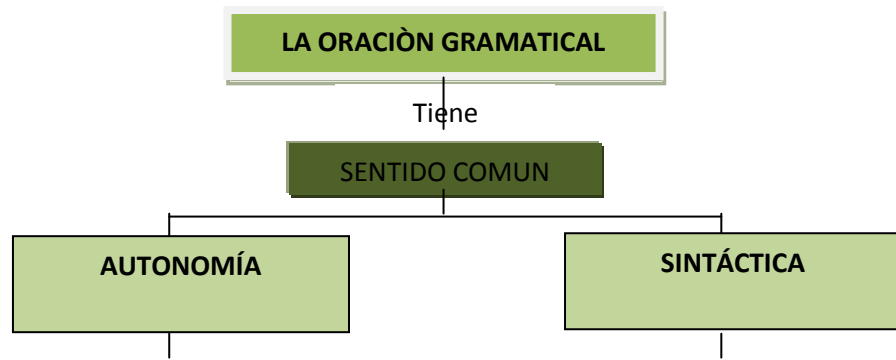 LA ORACIÒN GRAMATICAL
Tiene
SENTIDO COMUN
AUTONOMÍA
SINTÁCTICA